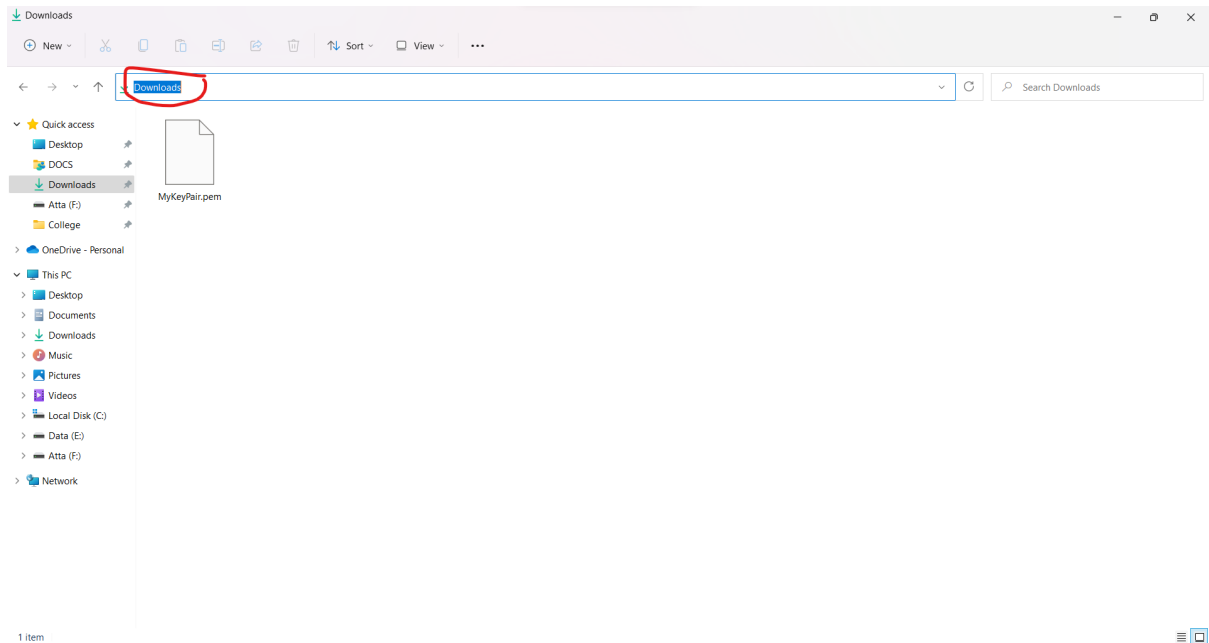 Downloads
New
Sort
View
Downloads
Search Downloads
Quick access
Desktop
DOCS
Downloads
Atta (F:)
College
OneDrive - Personal
This PC
Desktop
Documents
Downloads
Music
Pictures
Videos
Local Disk (C:)
Data (E:)
Atta (F:)
Network
MyKeyPair.pem
1 item